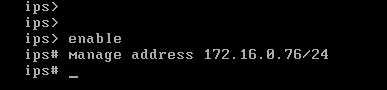 ips>
ips>
ips> enable
ips# manage address 172.16.0.76/24
ips# _